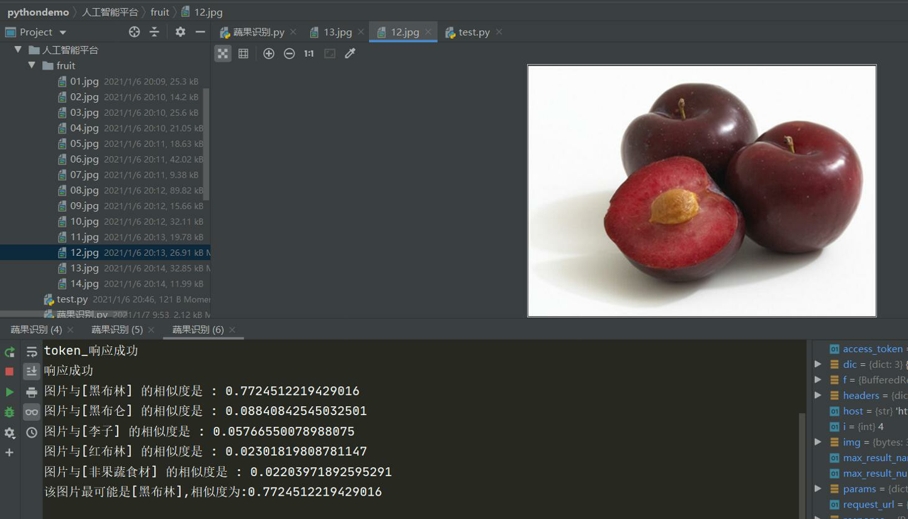 pythondemo 人工智能平台 fruit 12.jpg
Project
蔬果识别.py 13.jpg 12.jpg test.py
1:1
人工智能平台
fruit
01.jpg 2021/1/6 20:09, 25.3 kB
02.jpg 2021/1/6 20:10, 14.2 kB
03.jpg 2021/1/6 20:10, 25.6 kB
04.jpg 2021/1/6 20:10, 21.05 kB
05.jpg 2021/1/6 20:11, 18.63 kB
06.jpg 2021/1/6 20:11, 42.02 kB
07.jpg 2021/1/6 20:11, 9.38 kB
08.jpg 2021/1/6 20:12, 89.82 kB
09.jpg 2021/1/6 20:12, 15.66 kB
10.jpg 2021/1/6 20:12, 32.11 kB
11.jpg 2021/1/6 20:13, 19.78 kB
12.jpg 2021/1/6 20:13, 26.91 kB M
13.jpg 2021/1/6 20:14, 32.85 kB M
14.jpg 2021/1/6 20:14, 11.99 kB
test.py 2021/1/6 20:46, 121 B Mome
蔬果识别.py 2021/1/7 9:53, 2.12 kB M
蔬果识别 (4) 蔬果识别 (5) 蔬果识别 (6)
token_响应成功
响应成功
图片与[黑布林] 的相似度是 : 0.7724512219429016
图片与[黑布仑] 的相似度是 : 0.08840842545032501
图片与[李子] 的相似度是 : 0.05766550078988075
图片与[红布林] 的相似度是 : 0.02301819808781147
图片与[非果蔬食材] 的相似度是 : 0.02203971892595291
该图片最可能是[黑布林],相似度为:0.7724512219429016
access_token =
dic = {dict: 3} {
f = {BufferedRe
headers = {dic
host = {str} 'ht
i = {int} 4
img = {bytes:
max_result_na
max_result_nu
params = {dict
request_url =